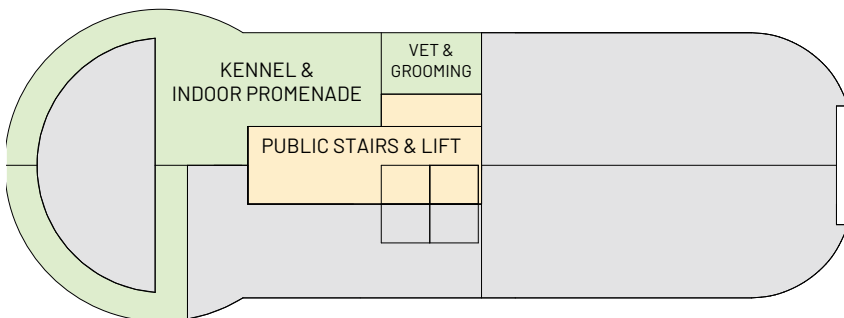 KENNEL &
INDOOR PROMENADE
VET &
GROOMING
PUBLIC STAIRS & LIFT